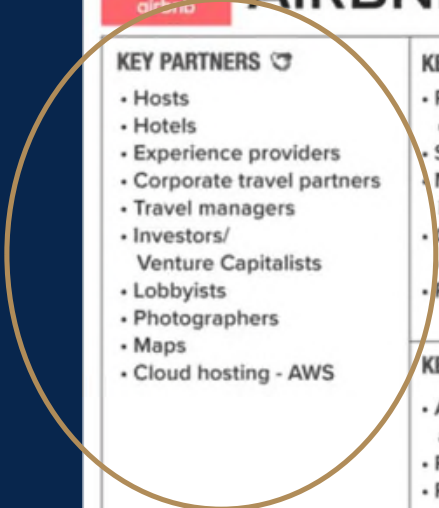 airbnb
KEY PARTNERS
• Hosts
• Hotels
• Experience providers
• Corporate travel partners
• Travel managers
• Investors/
Venture Capitalists
• Lobbyists
• Photographers
• Maps
• Cloud hosting - AWS